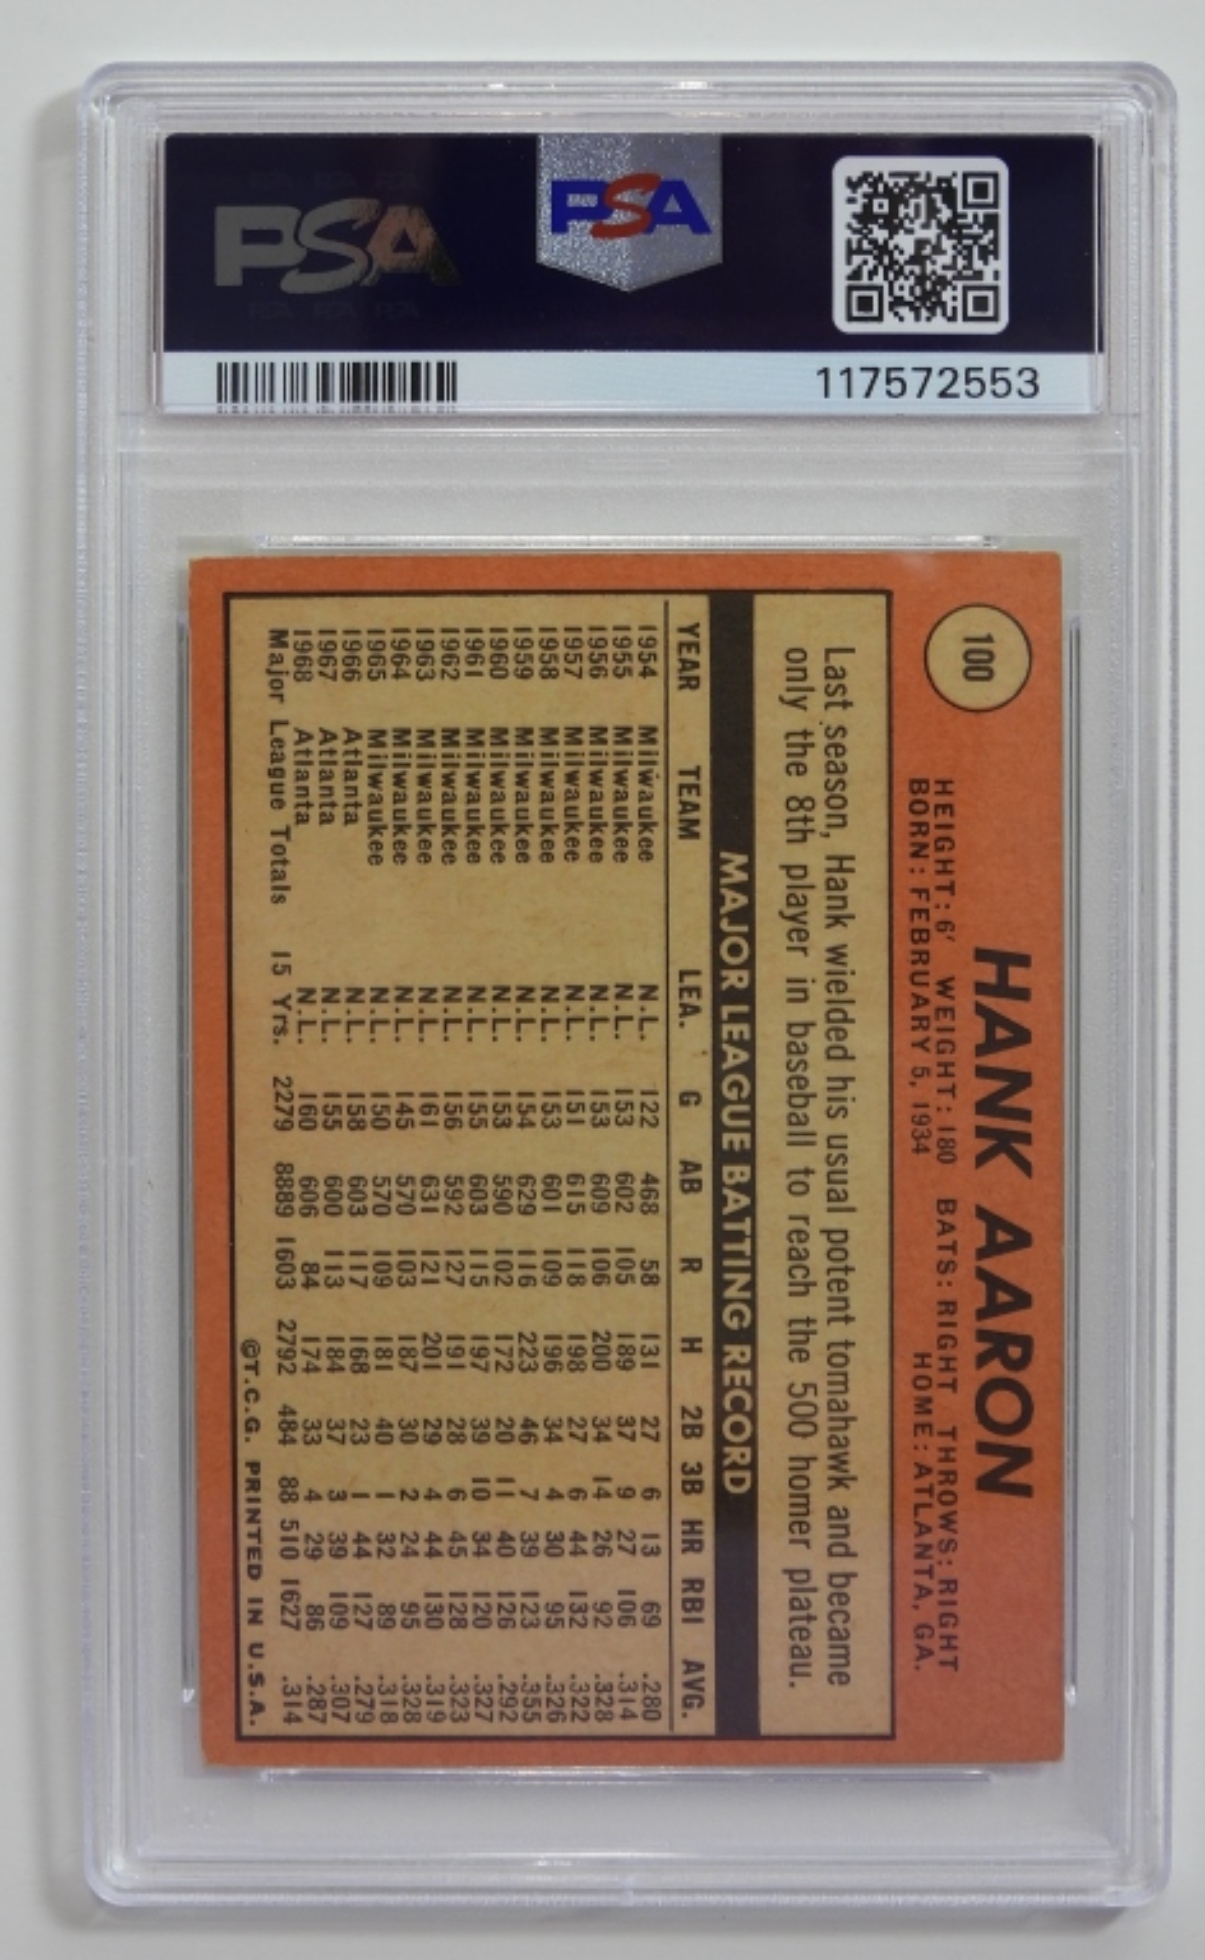 PSA
PSA
117572553
100
HANK AARON
HEIGHT: 6' WEIGHT: 180 BATS: RIGHT THROWS: RIGHT
BORN: FEBRUARY 5, 1934 HOME: ATLANTA, GA.
Last season, Hank wielded his usual potent tomahawk and became
only the 8th player in baseball to reach the 500 homer plateau.
MAJOR LEAGUE BATTING RECORD
YEAR TEAM LEA. G AB R H 2B 3B HR RBI AVG.
1954 Milwaukee N.L. 122 468 58 131 27 6 13 69 .280
1955 Milwaukee N.L. 153 602 105 189 37 9 27 106 .314
1956 Milwaukee N.L. 153 609 106 200 34 14 26 92 .328
1957 Milwaukee N.L. 151 615 118 198 27 6 44 132 .322
1958 Milwaukee N.L. 153 601 109 196 34 4 30 95 .326
1959 Milwaukee N.L. 154 629 116 223 46 7 39 123 .355
1960 Milwaukee N.L. 153 590 102 172 20 11 40 126 .292
1961 Milwaukee N.L. 155 603 115 197 39 10 34 120 .327
1962 Milwaukee N.L. 156 592 127 191 28 6 45 128 .323
1963 Milwaukee N.L. 161 631 121 201 29 4 44 130 .319
1964 Milwaukee N.L. 145 570 103 187 30 2 24 95 .328
1965 Milwaukee N.L. 150 570 109 181 40 1 32 89 .318
1966 Atlanta N.L. 158 603 117 168 23 1 44 127 .279
1967 Atlanta N.L. 155 600 113 184 37 3 39 109 .307
1968 Atlanta N.L. 160 606 84 174 33 4 29 86 .287
Major League Totals 15 Yrs. 2279 8889 1603 2792 484 88 510 1627 .314
©T.C.G. PRINTED IN U.S.A.